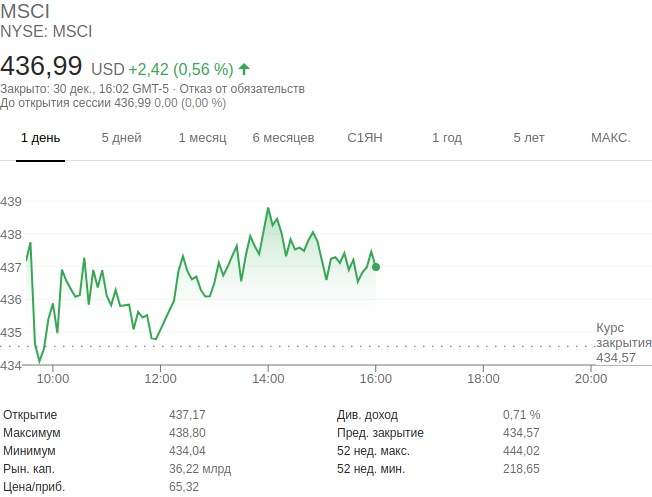 MSCI
NYSE: MSCI
436,99 USD +2,42 (0,56 %)
Закрыто: 30 дек., 16:02 GMT-5 · Отказ от обязательств
До открытия сессии 436,99 0,00 (0,00 %)
1 день 5 дней 1 месяц 6 месяцев С1ЯН 1 год 5 лет МАКС.
439
438
437
436
435
434
Курс
закрытия
434,57
10:00 12:00 14:00 16:00 18:00 20:00
Открытие 437,17 Див. доход 0,71 %
Максимум 438,80 Пред. закрытие 434,57
Минимум 434,04 52 нед. макс. 444,02
Рын. кап. 36,22 млрд 52 нед. мин. 218,65
Цена/приб. 65,32